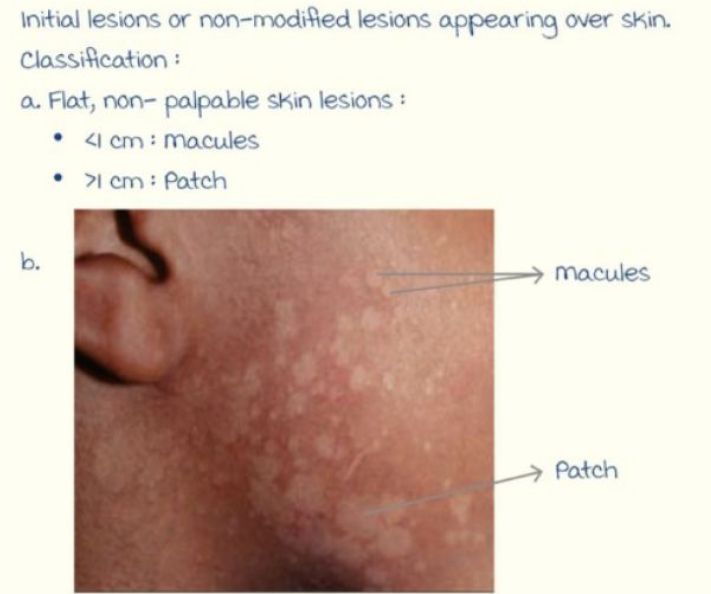 Initial lesions or non-modified lesions appearing over skin.
Classification :
a. Flat, non- palpable skin lesions :
• <1 cm : macules
• >1 cm : Patch
b.
macules
Patch